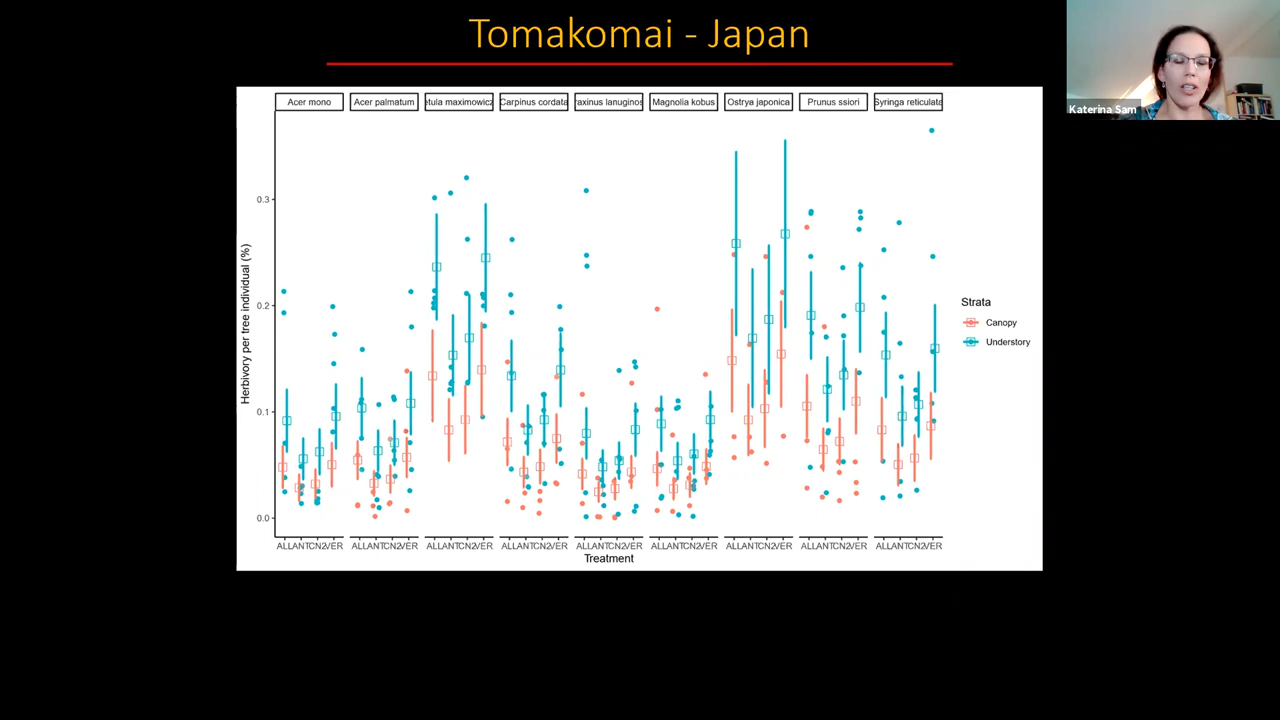 Tomakomai - Japan
Katerina Sam
Acer mono
Acer palmatum
etula maximowicz
Carpinus cordata
raxinus lanuginos
Magnolia kobus
Ostrya japonica
Prunus ssiori
Syringa reticulata
Herbivory per tree individual (%)
0.3
0.2
0.1
0.0
ALLANTCN2VER ALLANTCN2VER ALLANTCN2VER ALLANTCN2VER ALLANTCN2VER ALLANTCN2VER ALLANTCN2VER ALLANTCN2VER ALLANTCN2VER
Treatment
Strata
Canopy
Understory